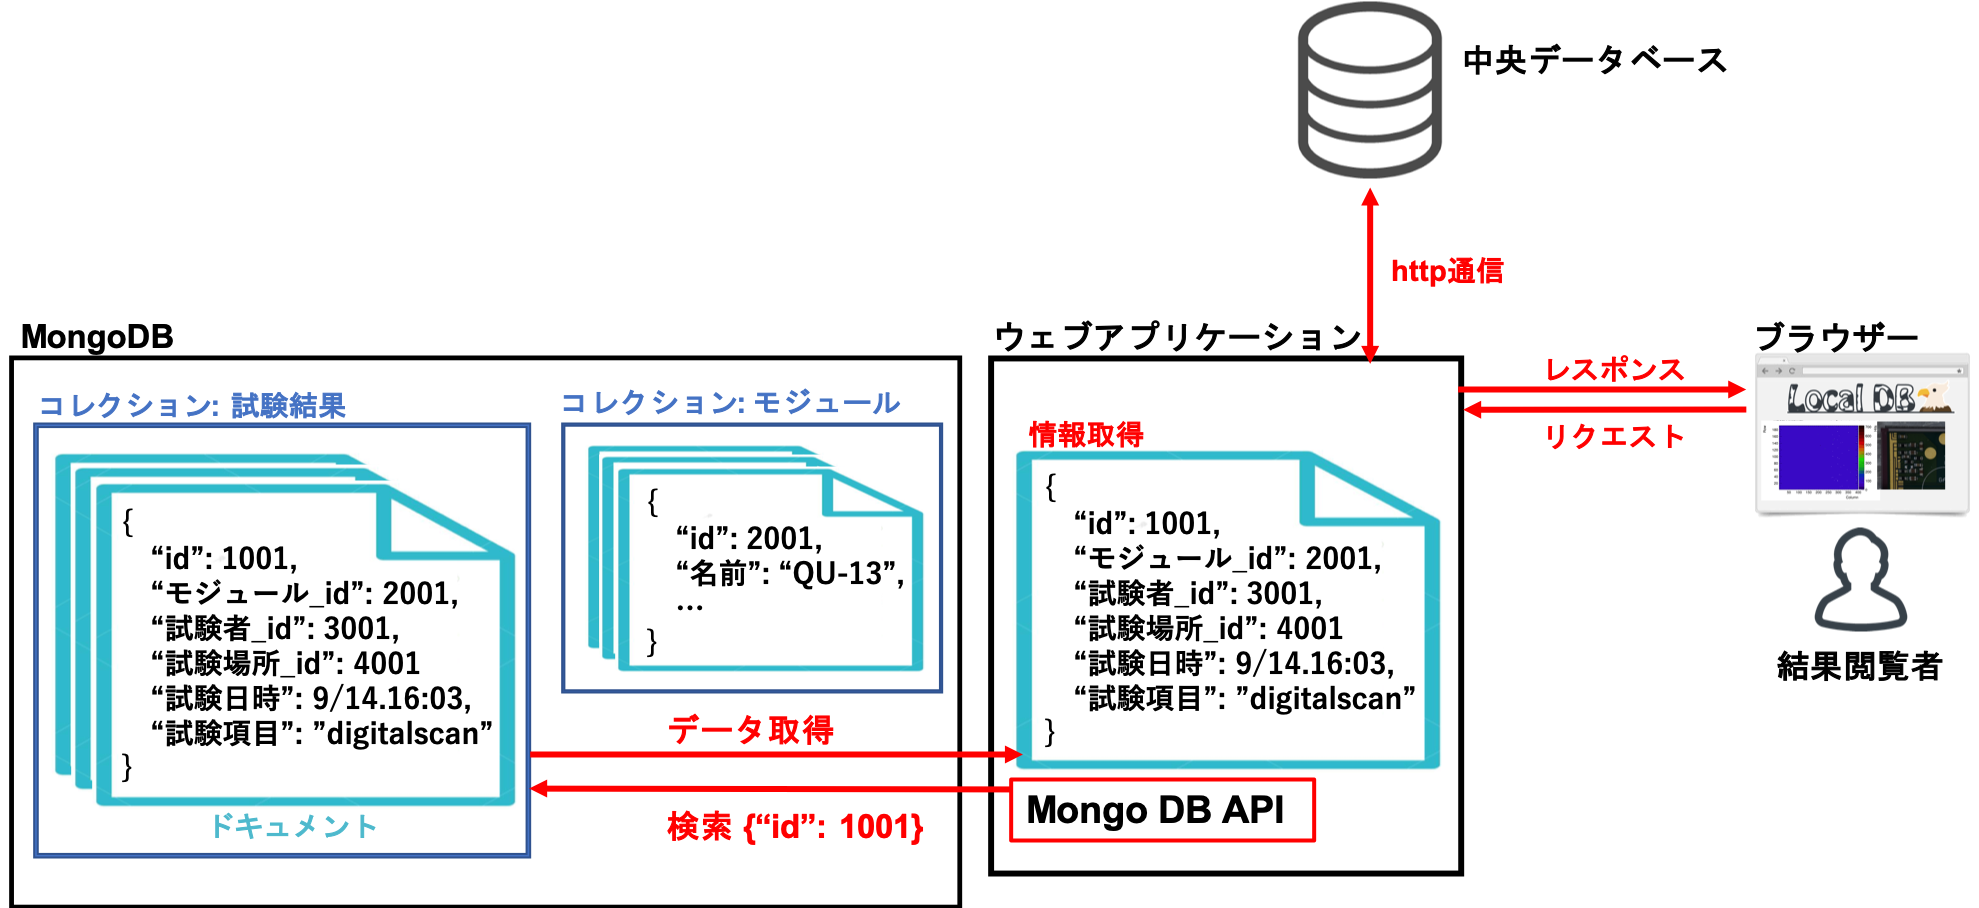 中央データベース
http通信
MongoDB
コレクション: 試験結果
{
“id”: 1001,
“モジュール_id”: 2001,
“試験者_id”: 3001,
“試験場所_id”: 4001
“試験日時”: 9/14.16:03,
“試験項目”: ”digitalscan”
}
ドキュメント
コレクション: モジュール
{
“id”: 2001,
“名前”: “QU-13”,
...
}
データ取得
検索 {“id”: 1001}
ウェブアプリケーション
情報取得
{
“id”: 1001,
“モジュール_id”: 2001,
“試験者_id”: 3001,
“試験場所_id”: 4001
“試験日時”: 9/14.16:03,
“試験項目”: ”digitalscan”
}
Mongo DB API
レスポンス
リクエスト
ブラウザー
Local DB
結果閲覧者